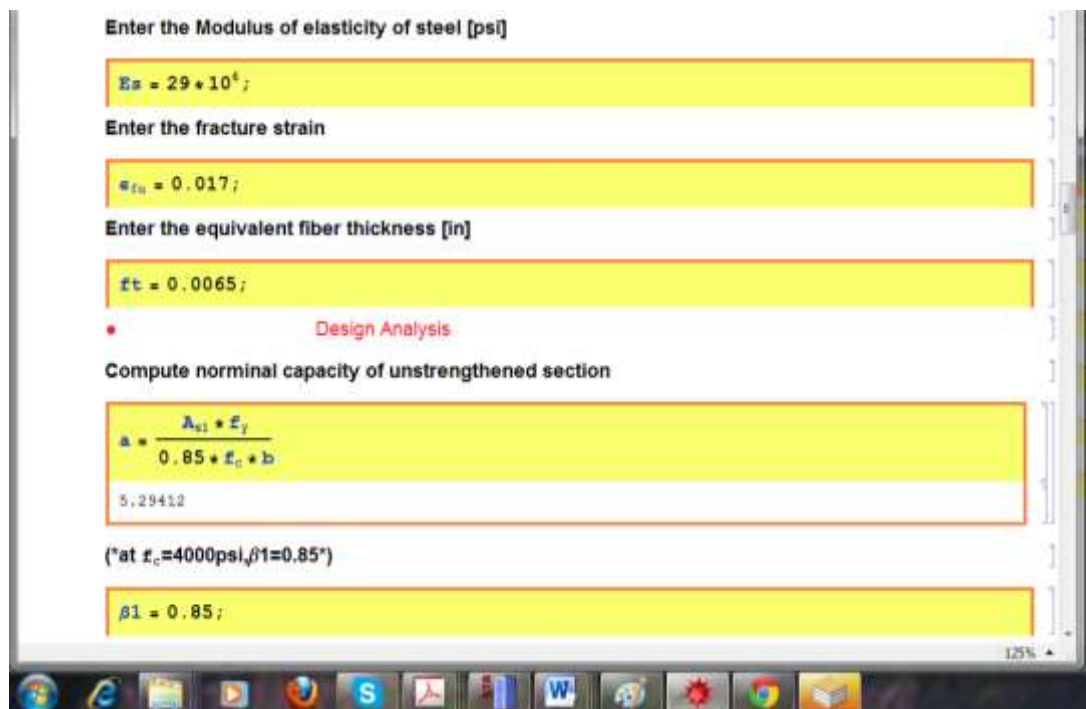 Enter the Modulus of elasticity of steel [psi]
Es = 29 * 10⁶;
Enter the fracture strain
εfu = 0.017;
Enter the equivalent fiber thickness [in]
ft = 0.0065;
• Design Analysis
Compute norminal capacity of unstrengthened section
a = As1 * fy
0.85 * fc * b
5.29412
(*at fc=4000psi,β1=0.85*)
β1 = 0.85;
125%